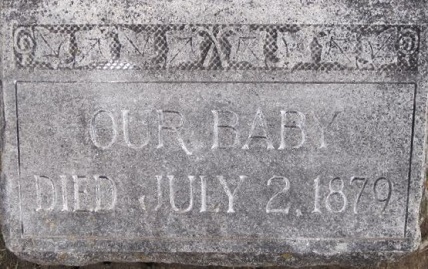 OUR BABY
DIED JULY 2, 1879